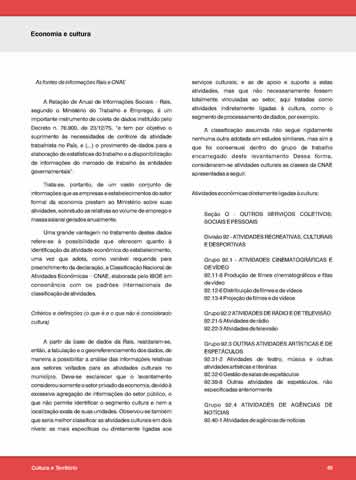 Economia e cultura
As fontes de informações Rais e CNAE
A Relação de Anual de Informações Sociais - Rais,
segundo o Ministério do Trabalho e Emprego, é um
importante instrumento de coleta de dados instituído pelo
Decreto n. 76.900, de 23/12/75, "e tem por objetivo o
suprimento às necessidades de controle da atividade
trabalhista no País, e (...) o provimento de dados para a
elaboração de estatísticas do trabalho e a disponibilização
de informações do mercado de trabalho às entidades
governamentais".
Trata-se, portanto, de um vasto conjunto de
informações que as empresas e estabelecimentos do setor
formal da economia prestam ao Ministério sobre suas
atividades, sobretudo as relativas ao volume de emprego e
massa salarial gerados anualmente.
Uma grande vantagem no tratamento destes dados
refere-se à possibilidade que oferecem quanto à
identificação da atividade econômica do estabelecimento,
uma vez que adota, como variável requerida para
preenchimento da declaração, a Classificação Nacional de
Atividades Econômicas - CNAE, elaborada pelo IBGE em
consonância com os padrões internacionais de
classificação de atividades.
Critérios e definições (o que é e o que não é considerado
cultura)
A partir da base de dados da Rais, realizaram-se,
então, a tabulação e o georeferenciamento dos dados, de
maneira a possibilitar a análise das informações relativas
aos setores voltados para as atividades culturais no
município. Deve-se esclarecer que o levantamento
considerou somente o setor privado da economia, devido à
excessiva agregação de informações do setor público, o
que não permite identificar o segmento cultura e nem a
localização exata de suas unidades. Observou-se também
que seria melhor classificar as atividades culturais em dois
níveis: as mais específicas ou diretamente ligadas aos
serviços culturais; e as de apoio e suporte a estas
atividades, mas que não necessariamente fossem
totalmente vinculadas ao setor, aqui tratadas como
atividades indiretamente ligadas à cultura, como o
segmento de processamento de dados, por exemplo.
A classificação assumida não segue rigidamente
nenhuma outra adotada em estudos similares, mas sim a
que foi consensual dentro do grupo de trabalho
encarregado deste levantamento Dessa forma,
consideraram-se atividades culturais as classes da CNAE
apresentadas a seguir:
Atividades econômicas diretamente ligadas à cultura:
Seção O - OUTROS SERVIÇOS COLETIVOS,
SOCIAIS E PESSOAIS
Divisão 92 - ATIVIDADES RECREATIVAS, CULTURAIS
E DESPORTIVAS
Grupo 92.1 - ATIVIDADES CINEMATOGRÁFICAS E
DE VÍDEO
92.11-8 Produção de filmes cinematográficos e fitas
de vídeo
92.12-6 Distribuição de filmes e de vídeos
92.13-4 Projeção de filmes e de vídeos
Grupo 92.2 ATIVIDADES DE RÁDIO E DE TELEVISÃO
92.21-5 Atividades de rádio
92.22-3 Atividades de televisão
Grupo 92.3 OUTRAS ATIVIDADES ARTÍSTICAS E DE
ESPETÁCULOS
92.31-2 Atividades de teatro, música e outras
atividades artísticas e literárias
92.32-0 Gestão de salas de espetáculos
92.39-8 Outras atividades de espetáculos, não
especificadas anteriormente
Grupo 92.4 ATIVIDADES DE AGÊNCIAS DE
NOTÍCIAS
92.40-1 Atividades de agências de notícias
Cultura e Território